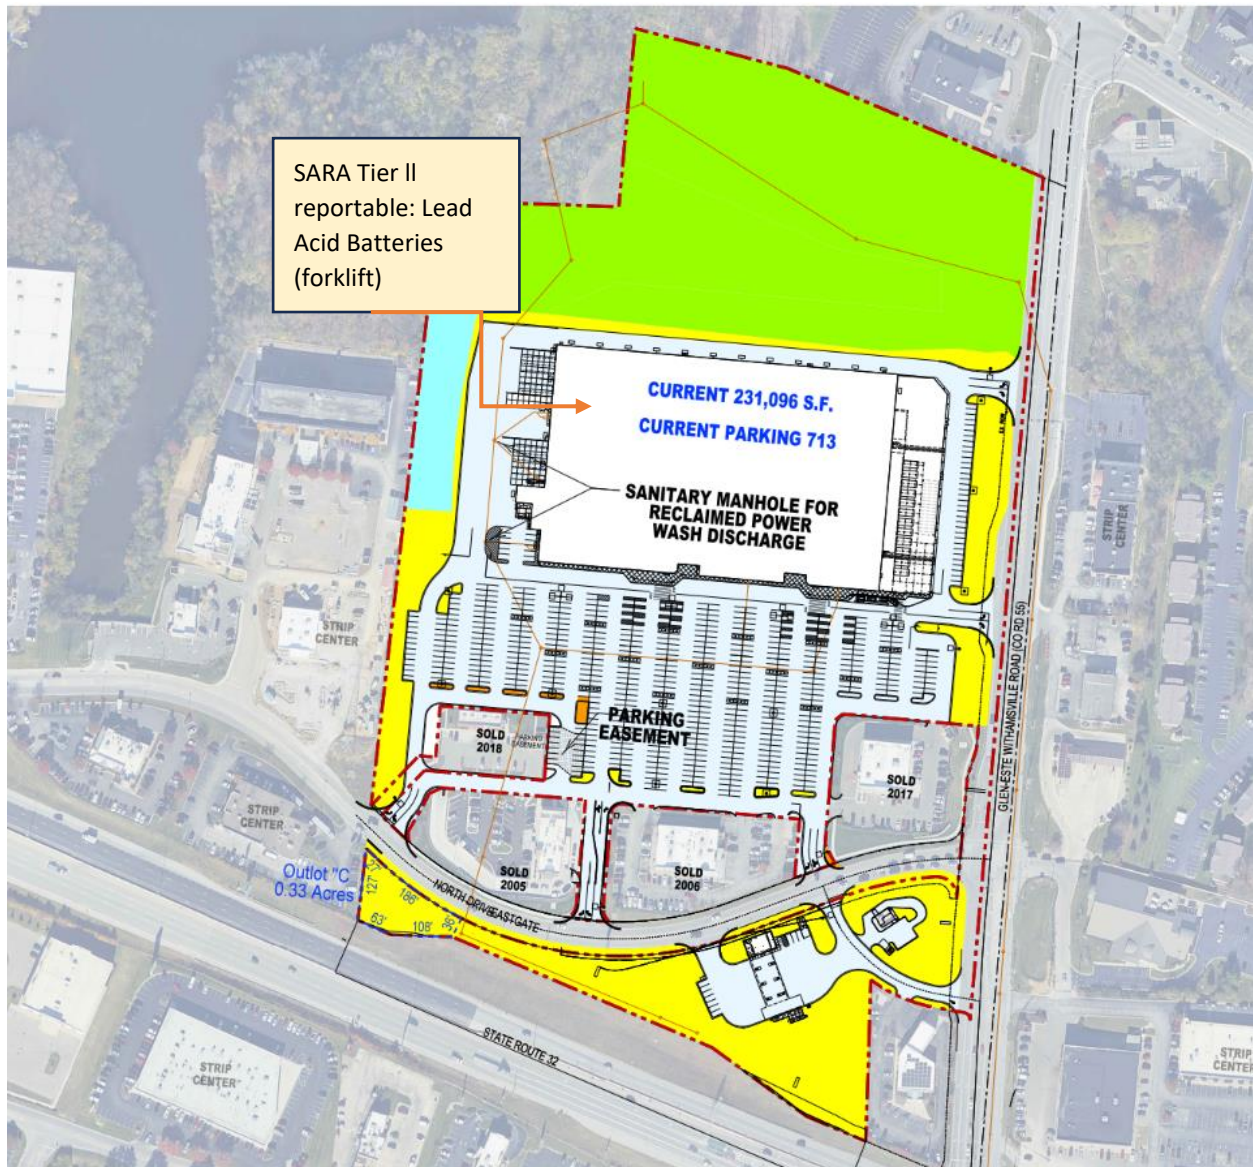 SARA Tier ll
reportable: Lead
Acid Batteries
(forklift)
CURRENT 231,096 S.F.
CURRENT PARKING 713
SANITARY MANHOLE FOR
RECLAIMED POWER
WASH DISCHARGE
STRIP
CENTER
STRIP
CENTER
GLEN-ESTE WITHAMSVILLE ROAD (CO RD 55)
PARKING
EASEMENT
SOLD
2018
PARKING
EASEMENT
SOLD
2017
STRIP
CENTER
Outlot "C
0.33 Acres
127'
186'
63'
108'
36'
SOLD
2005
SOLD
2006
NORTH DRIVE
EASTGATE
STATE ROUTE 32
STRIP
CENTER
STRIP
CENTER